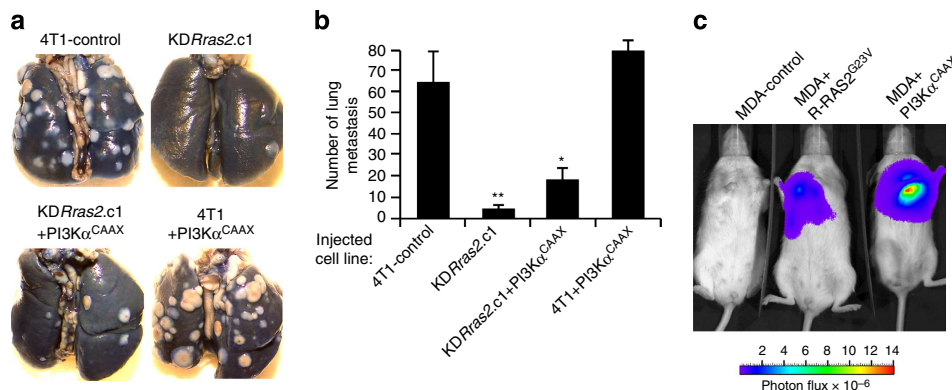 a
4T1-control
KDRras2.c1
KDRras2.c1
+PI3Kα^CAAX
4T1
+PI3Kα^CAAX
b
Number of lung
metastasis
80
70
60
50
40
30
20
10
0
**
*
Injected
cell line:
4T1-control
KDRras2.c1
KDRras2.c1+PI3Kα^CAAX
4T1+PI3Kα^CAAX
c
MDA-control
MDA+
R-RAS2^G23V
MDA+
PI3Kα^CAAX
2 4 6 8 10 12 14
Photon flux × 10⁻⁶